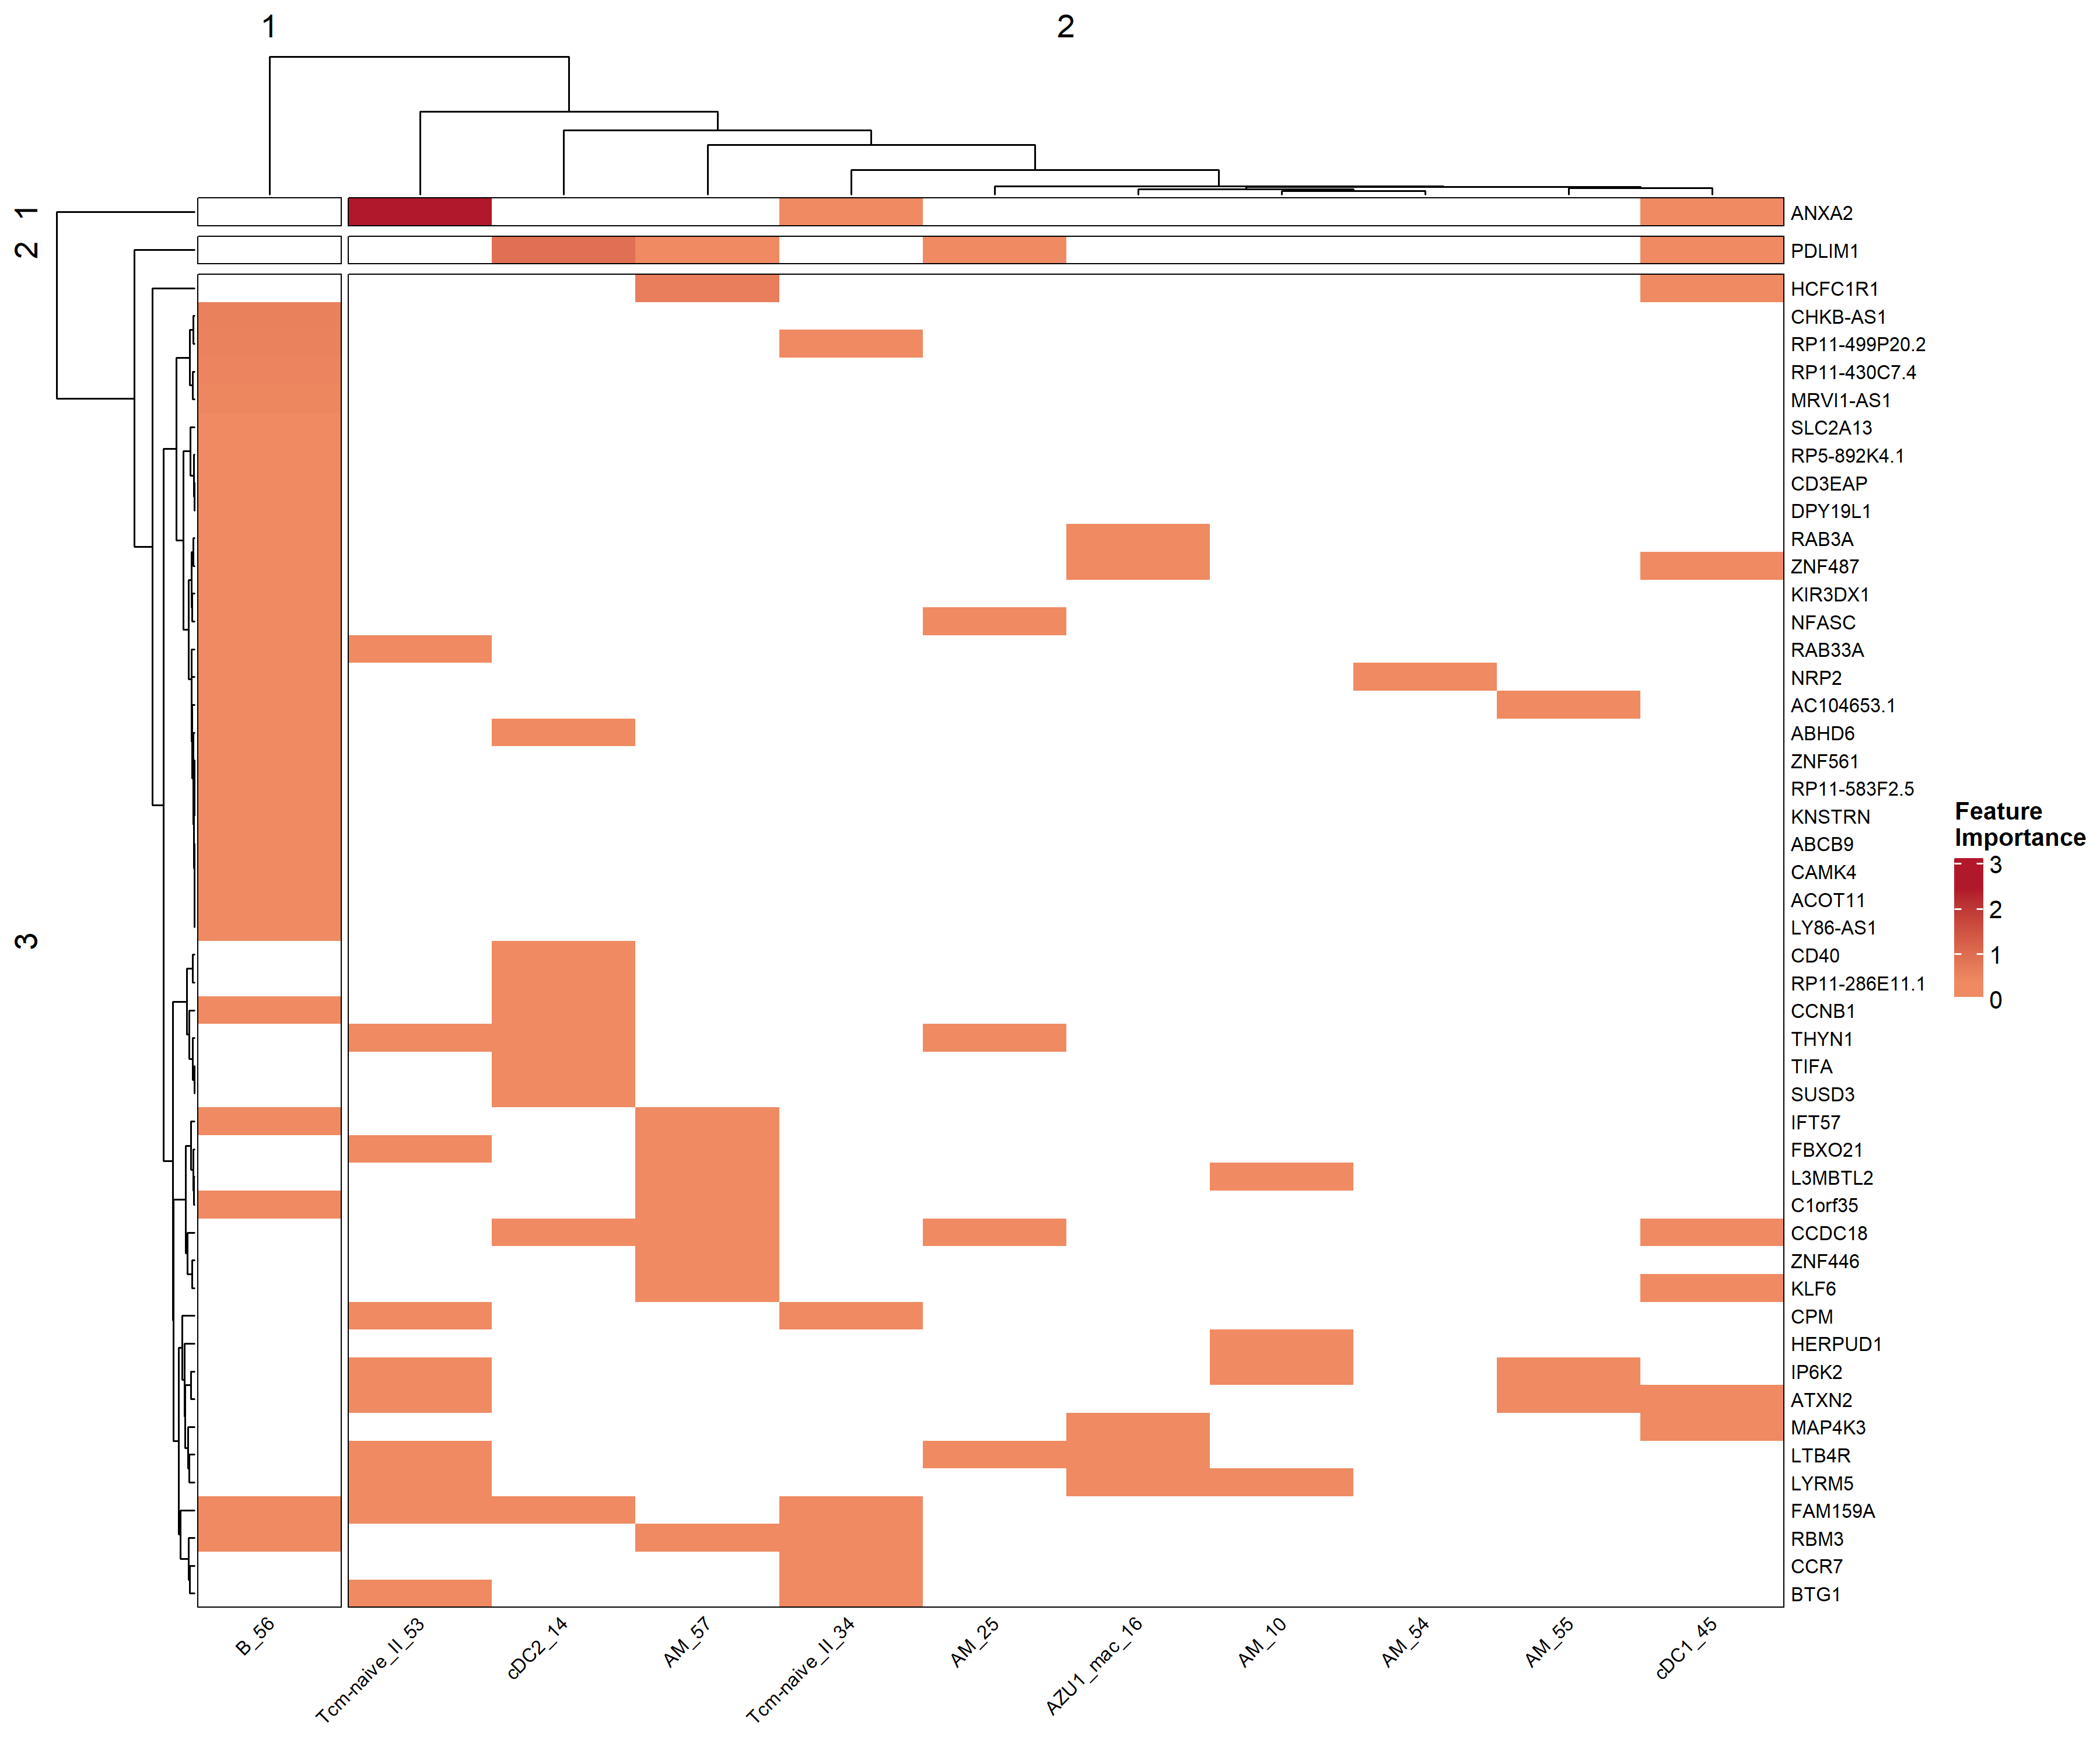 1
2
1
2
3
ANXA2
PDLIM1
HCFC1R1
CHKB-AS1
RP11-499P20.2
RP11-430C7.4
MRVI1-AS1
SLC2A13
RP5-892K4.1
CD3EAP
DPY19L1
RAB3A
ZNF487
KIR3DX1
NFASC
RAB33A
NRP2
AC104653.1
ABHD6
ZNF561
RP11-583F2.5
KNSTRN
ABCB9
CAMK4
ACOT11
LY86-AS1
CD40
RP11-286E11.1
CCNB1
THYN1
TIFA
SUSD3
IFT57
FBXO21
L3MBTL2
C1orf35
CCDC18
ZNF446
KLF6
CPM
HERPUD1
IP6K2
ATXN2
MAP4K3
LTB4R
LYRM5
FAM159A
RBM3
CCR7
BTG1
B_56
Tcm-naive_II_53
cDC2_14
AM_57
Tcm-naive_II_34
AM_25
AZU1_mac_16
AM_10
AM_54
AM_55
cDC1_45
Feature
Importance
3
2
1
0